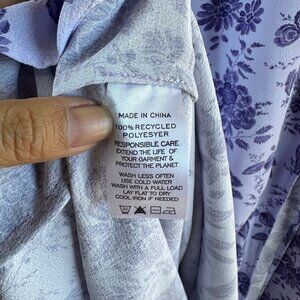 MADE IN CHINA
100% RECYCLED
POLYESYER
RESPONSIBLE CARE
EXTEND THE LIFE OF
YOUR GARMENT &
PROTECT THE PLANET
WASH LESS OFTEN
USE COLD WATER
WASH WITH A FULL LOAD
LAY FLAT TO DRY
COOL IRON IF NEEDED